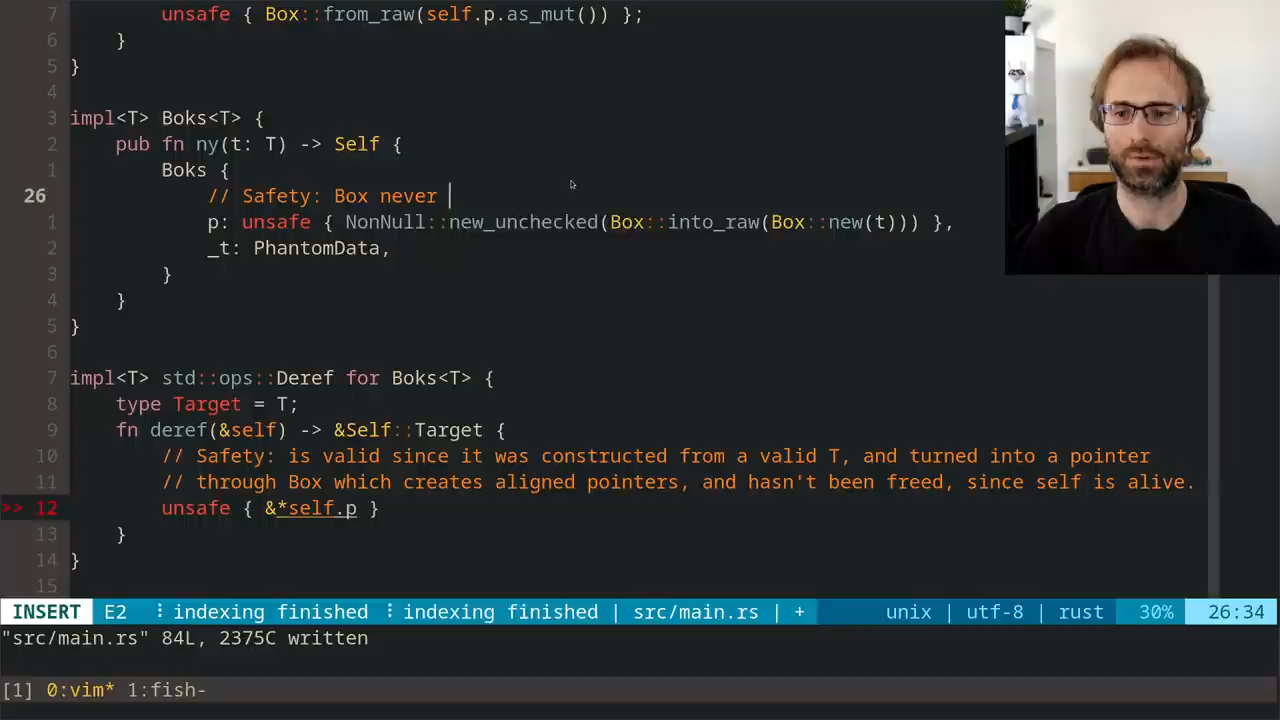 7 unsafe { Box::from_raw(self.p.as_mut()) };
6 }
5 }
4
3 impl<T> Boks<T> {
2 pub fn ny(t: T) -> Self {
1 Boks {
26 // Safety: Box never
1 p: unsafe { NonNull::new_unchecked(Box::into_raw(Box::new(t))) },
2 _t: PhantomData,
3 }
4 }
5 }
6
7 impl<T> std::ops::Deref for Boks<T> {
8 type Target = T;
9 fn deref(&self) -> &Self::Target {
10 // Safety: is valid since it was constructed from a valid T, and turned into a pointer
11 // through Box which creates aligned pointers, and hasn't been freed, since self is alive.
>> 12 unsafe { &*self.p }
13 }
14 }
15
INSERT E2 ⋮ indexing finished ⋮ indexing finished | src/main.rs | + unix | utf-8 | rust 30% 26:34
"src/main.rs" 84L, 2375C written
[1] 0:vim* 1:fish-